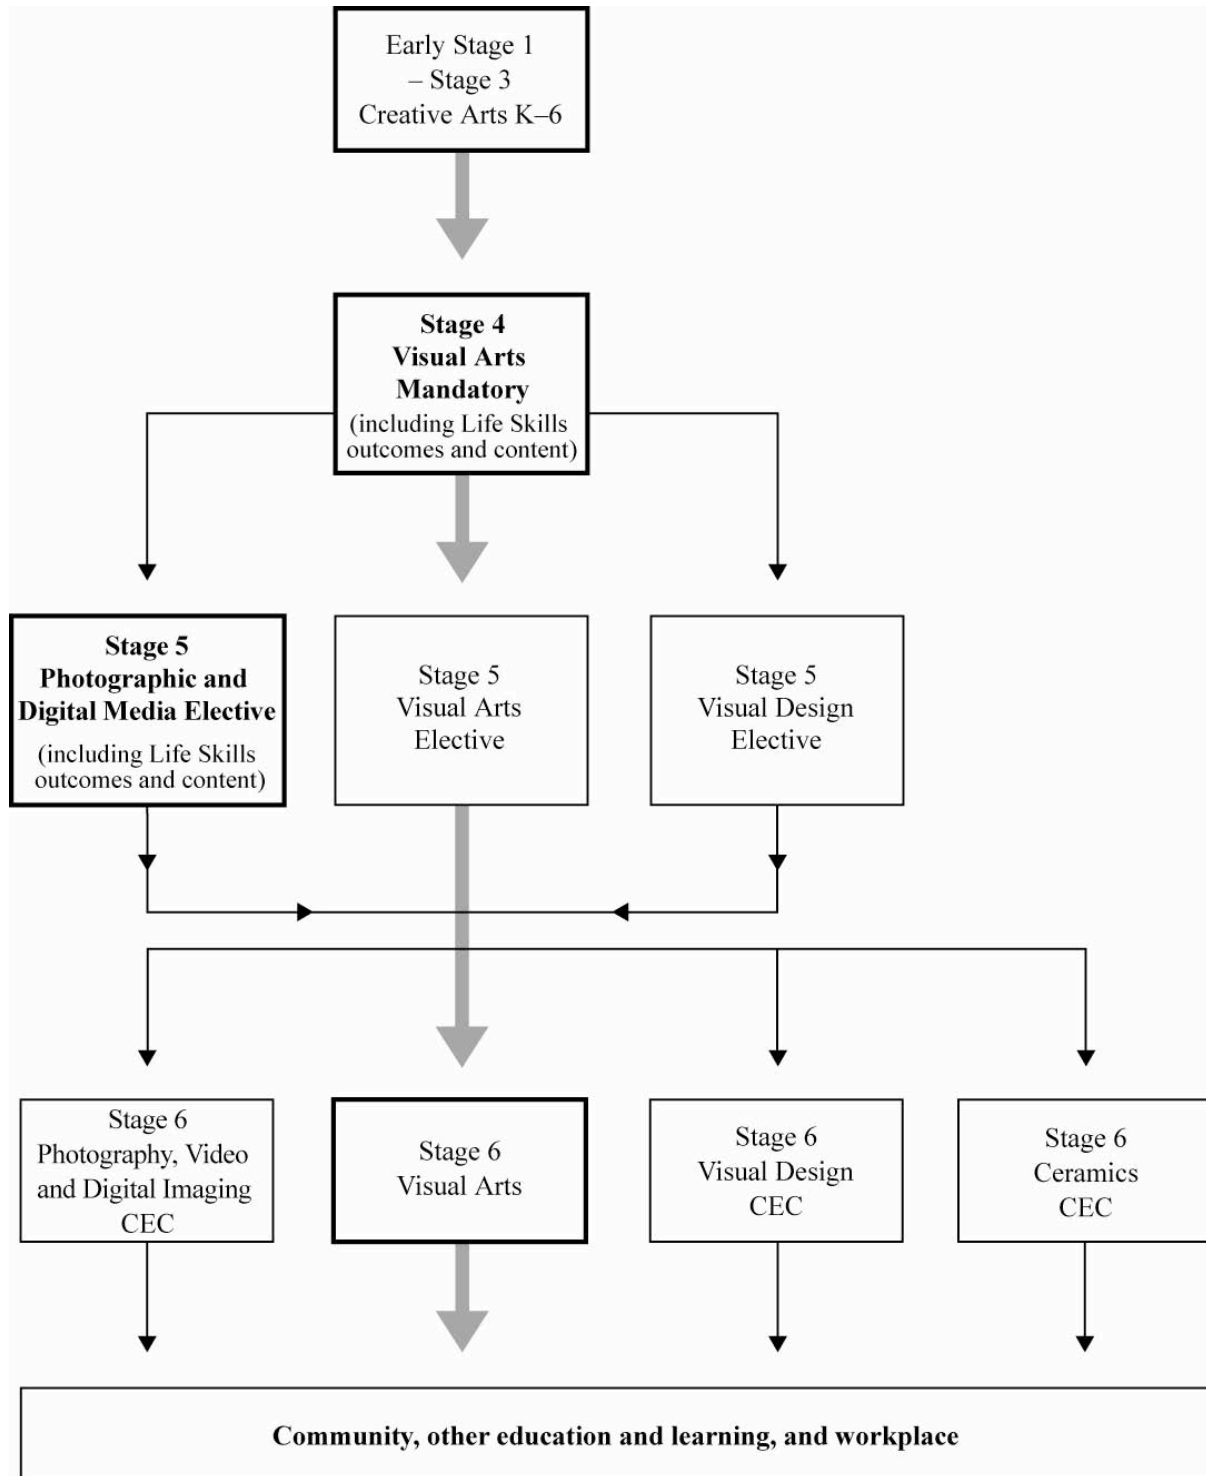 Early Stage 1
– Stage 3
Creative Arts K–6
Stage 4
Visual Arts
Mandatory
(including Life Skills
outcomes and content)
Stage 5
Photographic and
Digital Media Elective
(including Life Skills
outcomes and content)
Stage 5
Visual Arts
Elective
Stage 5
Visual Design
Elective
Stage 6
Photography, Video
and Digital Imaging
CEC
Stage 6
Visual Arts
Stage 6
Visual Design
CEC
Stage 6
Ceramics
CEC
Community, other education and learning, and workplace